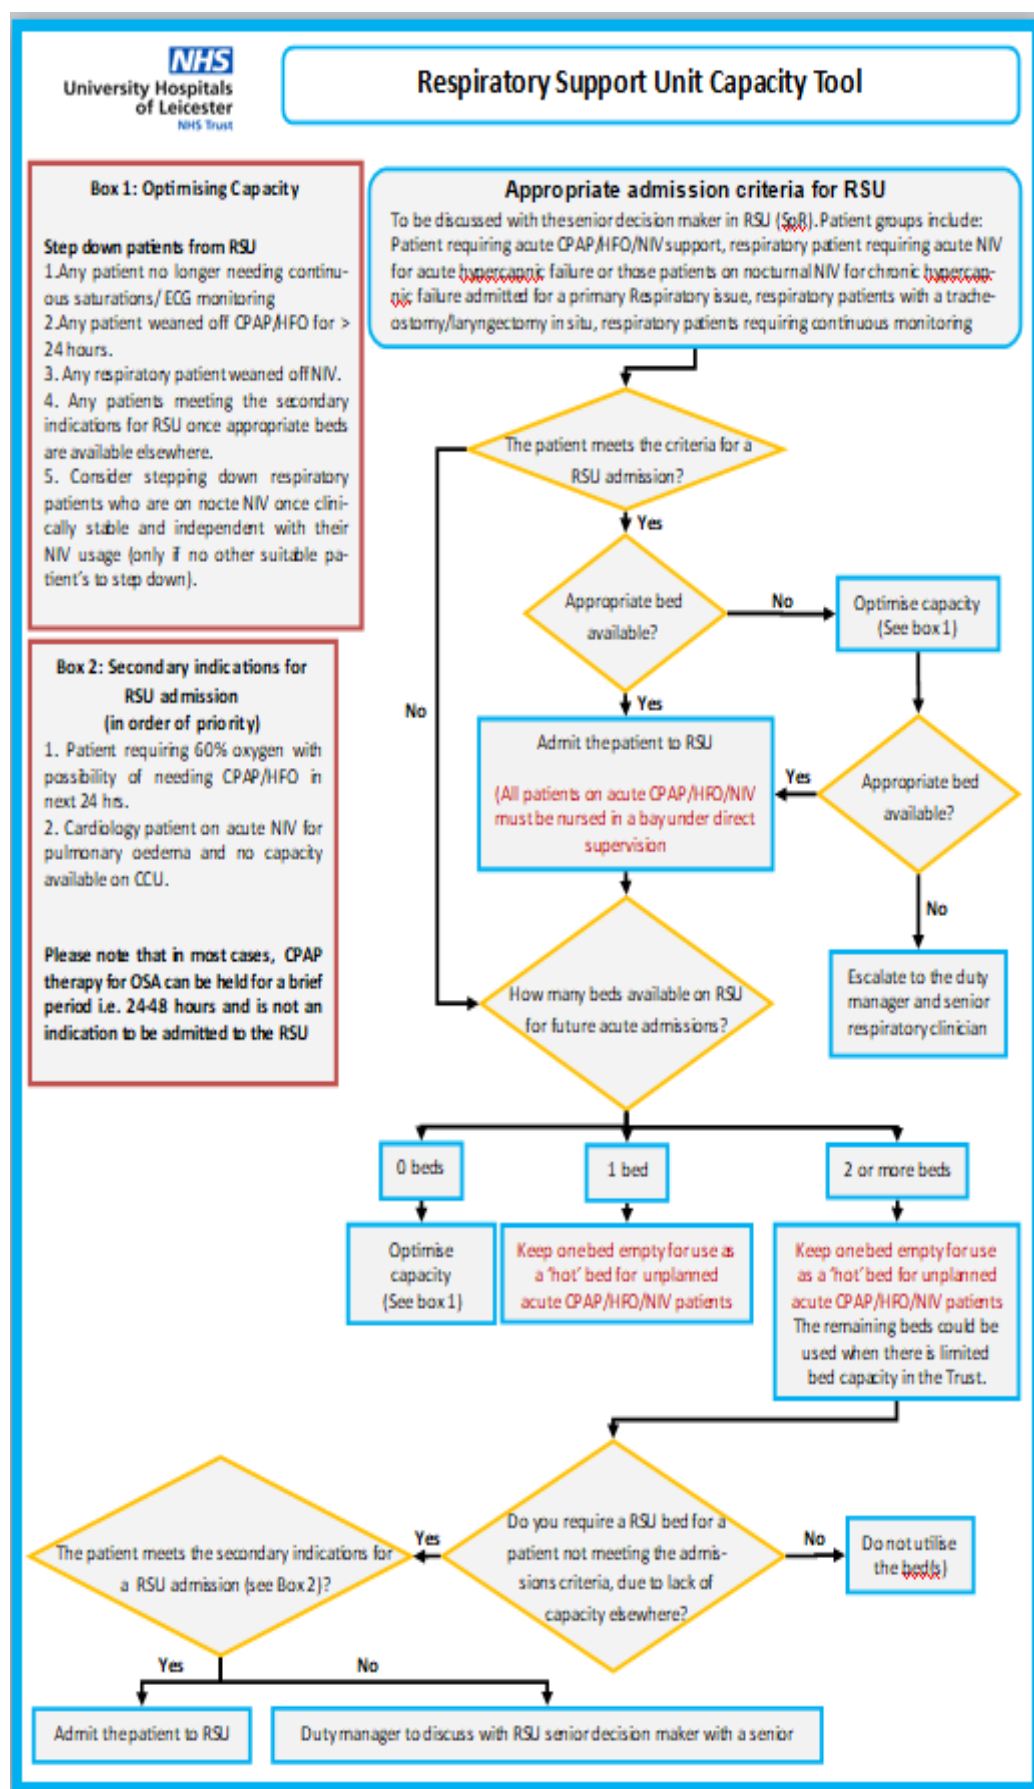 NHS
University Hospitals
of Leicester
NHS Trust
Respiratory Support Unit Capacity Tool
Box 1: Optimising Capacity
Step down patients from RSU
1.Any patient no longer needing continu-
ous saturations/ ECG monitoring
2.Any patient weaned off CPAP/HFO for >
24 hours.
3. Any respiratory patient weaned off NIV.
4. Any patients meeting the secondary
indications for RSU once appropriate beds
are available elsewhere.
5. Consider stepping down respiratory
patients who are on nocte NIV once clini-
cally stable and independent with their
NIV usage (only if no other suitable pa-
tient's to step down).
Box 2: Secondary indications for
RSU admission
(in order of priority)
1. Patient requiring 60% oxygen with
possibility of needing CPAP/HFO in
next 24 hrs.
2. Cardiology patient on acute NIV for
pulmonary oedema and no capacity
available on CCU.
Please note that in most cases, CPAP
therapy for OSA can be held for a brief
period i.e. 24-48 hours and is not an
indication to be admitted to the RSU
Appropriate admission criteria for RSU
To be discussed with the senior decision maker in RSU (SpR). Patient groups include:
Patient requiring acute CPAP/HFO/NIV support, respiratory patient requiring acute NIV
for acute hypercapnic failure or those patients on nocturnal NIV for chronic hypercap-
nic failure admitted for a primary Respiratory issue, respiratory patients with a trache-
ostomy/laryngectomy in situ, respiratory patients requiring continuous monitoring
The patient meets the criteria for a
RSU admission?
Yes
No
Appropriate bed
available?
No
Optimise capacity
(See box 1)
Yes
Admit the patient to RSU
(All patients on acute CPAP/HFO/NIV
must be nursed in a bay under direct
supervision
Yes
Appropriate bed
available?
No
Escalate to the duty
manager and senior
respiratory clinician
How many beds available on RSU
for future acute admissions?
0 beds
1 bed
2 or more beds
Optimise
capacity
(See box 1)
Keep one bed empty for use as
a 'hot' bed for unplanned
acute CPAP/HFO/NIV patients
Keep one bed empty for use
as a 'hot' bed for unplanned
acute CPAP/HFO/NIV patients
The remaining beds could be
used when there is limited
bed capacity in the Trust.
Do you require a RSU bed for a
patient not meeting the admis-
sions criteria, due to lack of
capacity elsewhere?
No
Do not utilise
the bed(s)
Yes
The patient meets the secondary indications for
a RSU admission (see Box 2)?
Yes
No
Admit the patient to RSU
Duty manager to discuss with RSU senior decision maker with a senior